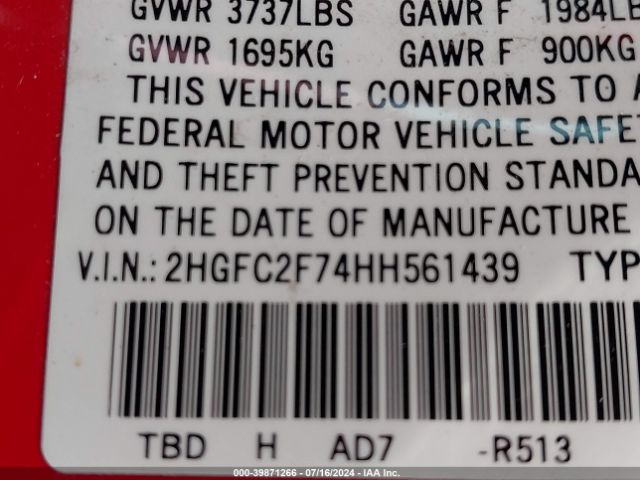 GVWR 3737LBS GAWR F 1984LB
GVWR 1695KG GAWR F 900KG
THIS VEHICLE CONFORMS TO A
FEDERAL MOTOR VEHICLE SAFE
AND THEFT PREVENTION STANDA
ON THE DATE OF MANUFACTURE
V.I.N.: 2HGFC2F74HH561439 TYP
TBD H AD7 -R513
000-39871266 - 07/16/2024 - IAA Inc.